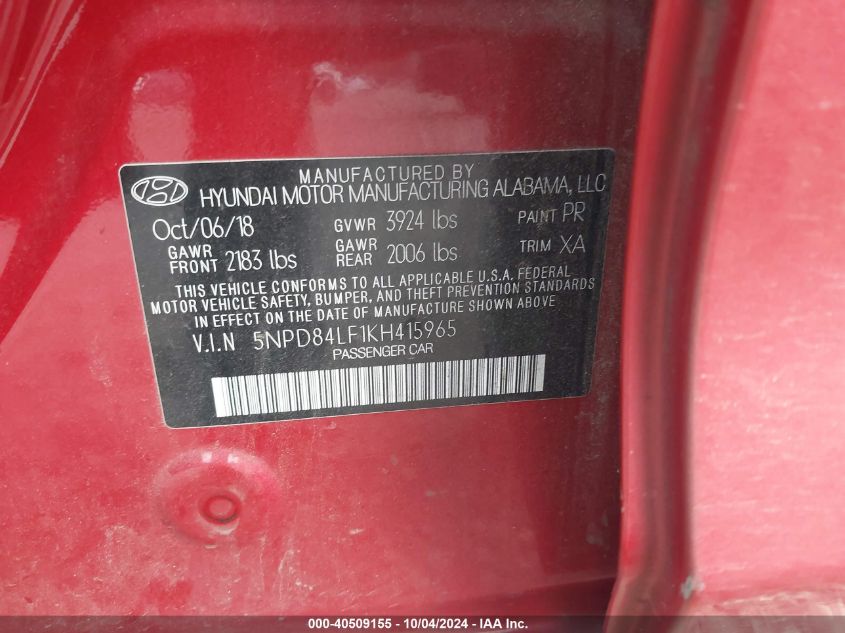 MANUFACTURED BY
HYUNDAI MOTOR MANUFACTURING ALABAMA, LLC
Oct/06/18 GVWR 3924 lbs PAINT PR
GAWR FRONT 2183 lbs GAWR REAR 2006 lbs TRIM XA
THIS VEHICLE CONFORMS TO ALL APPLICABLE U.S.A. FEDERAL
MOTOR VEHICLE SAFETY, BUMPER, AND THEFT PREVENTION STANDARDS
IN EFFECT ON THE DATE OF MANUFACTURE SHOWN ABOVE.
V.I.N 5NPD84LF1KH415965
PASSENGER CAR
000-40509155 - 10/04/2024 - IAA Inc.